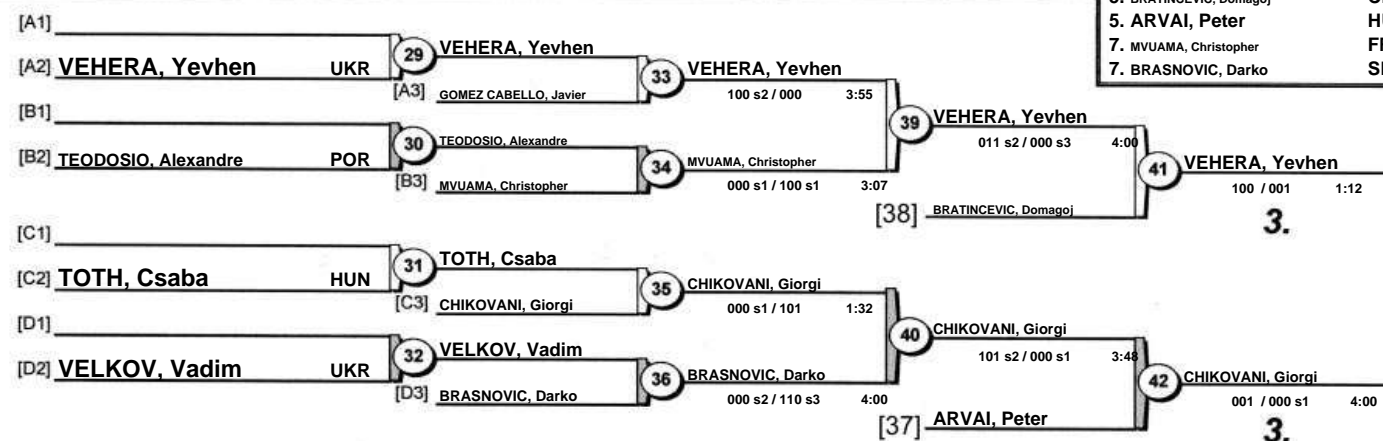 BRATINCEVIC, Domagoj
5. ARVAI, Peter
7. MVUAMA, Christopher
7. BRASNOVIC, Darko
[A1]
[A2] VEHERA, Yevhen UKR
29 VEHERA, Yevhen
[A3] GOMEZ CABELLO, Javier
33 VEHERA, Yevhen
100 s2 / 000 3:55
[B1]
[B2] TEODOSIO, Alexandre POR
30 TEODOSIO, Alexandre
[B3] MVUAMA, Christopher
34 MVUAMA, Christopher
000 s1 / 100 s1 3:07
39 VEHERA, Yevhen
011 s2 / 000 s3 4:00
[38] BRATINCEVIC, Domagoj
41 VEHERA, Yevhen
100 / 001 1:12
3.
[C1]
[C2] TOTH, Csaba HUN
31 TOTH, Csaba
[C3] CHIKOVANI, Giorgi
35 CHIKOVANI, Giorgi
000 s1 / 101 1:32
[D1]
[D2] VELKOV, Vadim UKR
32 VELKOV, Vadim
[D3] BRASNOVIC, Darko
36 BRASNOVIC, Darko
000 s2 / 110 s3 4:00
40 CHIKOVANI, Giorgi
101 s2 / 000 s1 3:48
[37] ARVAI, Peter
42 CHIKOVANI, Giorgi
001 / 000 s1 4:00
3.